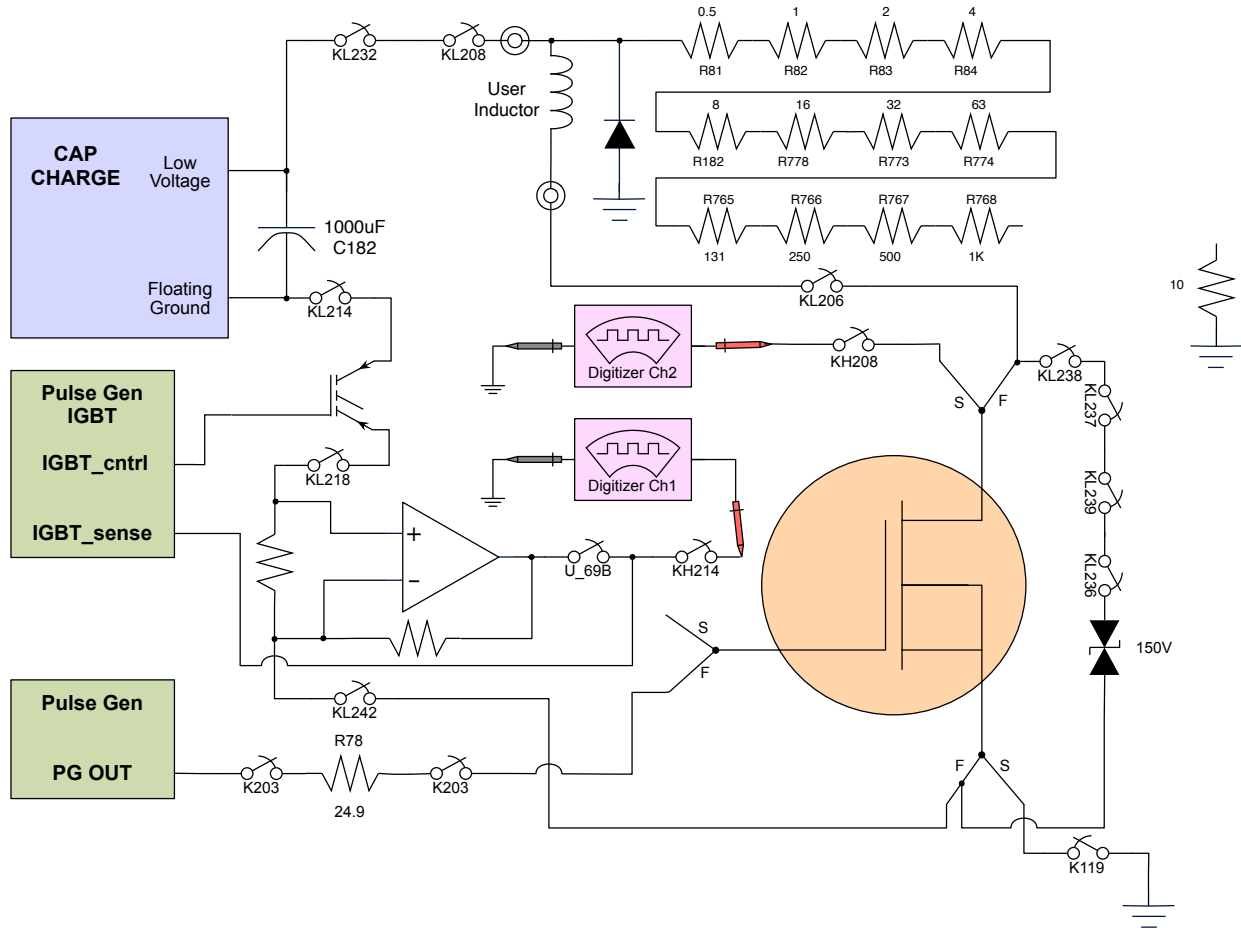 0.5 1 2 4
KL232 KL208
R81 R82 R83 R84
User
Inductor
8 16 32 63
R182 R778 R773 R774
CAP
CHARGE
Low
Voltage
1000uF
C182
R765 R766 R767 R768
131 250 500 1K
Floating
Ground
KL214
KL206
10
Digitizer Ch2
KH208
KL238
S F
KL237
Pulse Gen
IGBT
IGBT_cntrl
KL218
Digitizer Ch1
KL239
IGBT_sense
+
−
U_69B
KH214
KL236
S
F
150V
Pulse Gen
KL242
R78
PG OUT
K203
24.9
K203
F S
K119